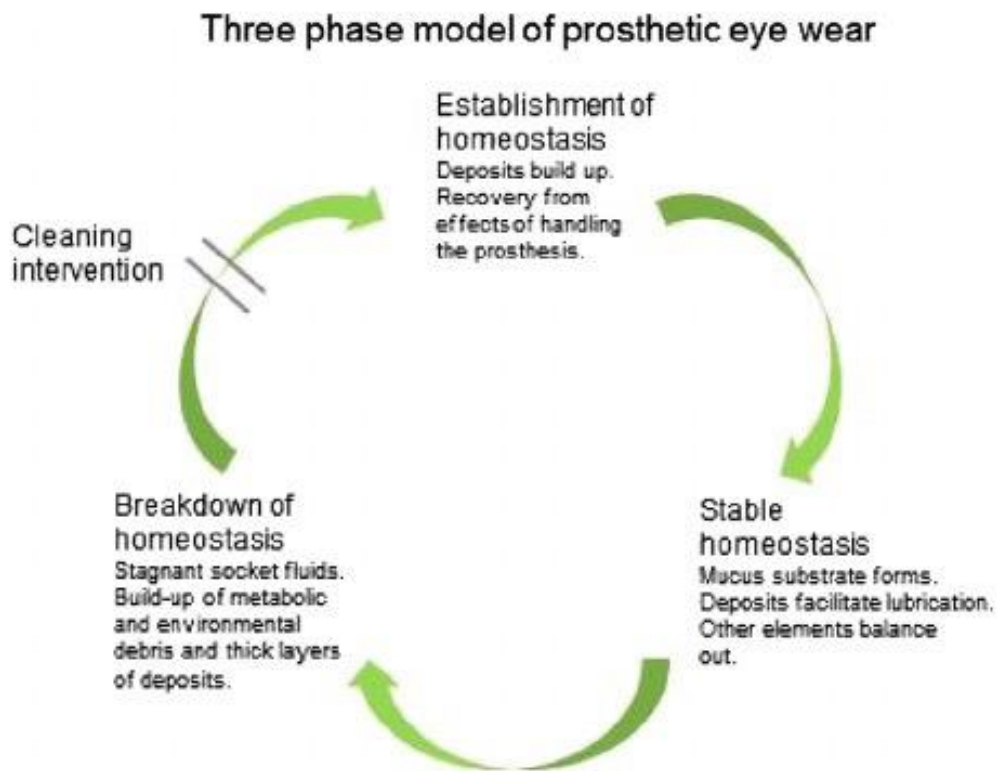 Three phase model of prosthetic eye wear
Establishment of
homeostasis
Deposits build up.
Recovery from
effects of handling
the prosthesis.
Cleaning
intervention
Stable
homeostasis
Mucus substrate forms.
Deposits facilitate lubrication.
Other elements balance
out.
Breakdown of
homeostasis
Stagnant socket fluids.
Build-up of metabolic
and environmental
debris and thick layers
of deposits.